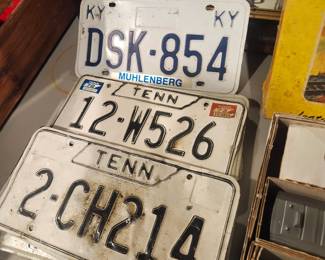 KY KY
DSK-854
MUHLENBERG
TENN
12-W526
TENN
2-CH214